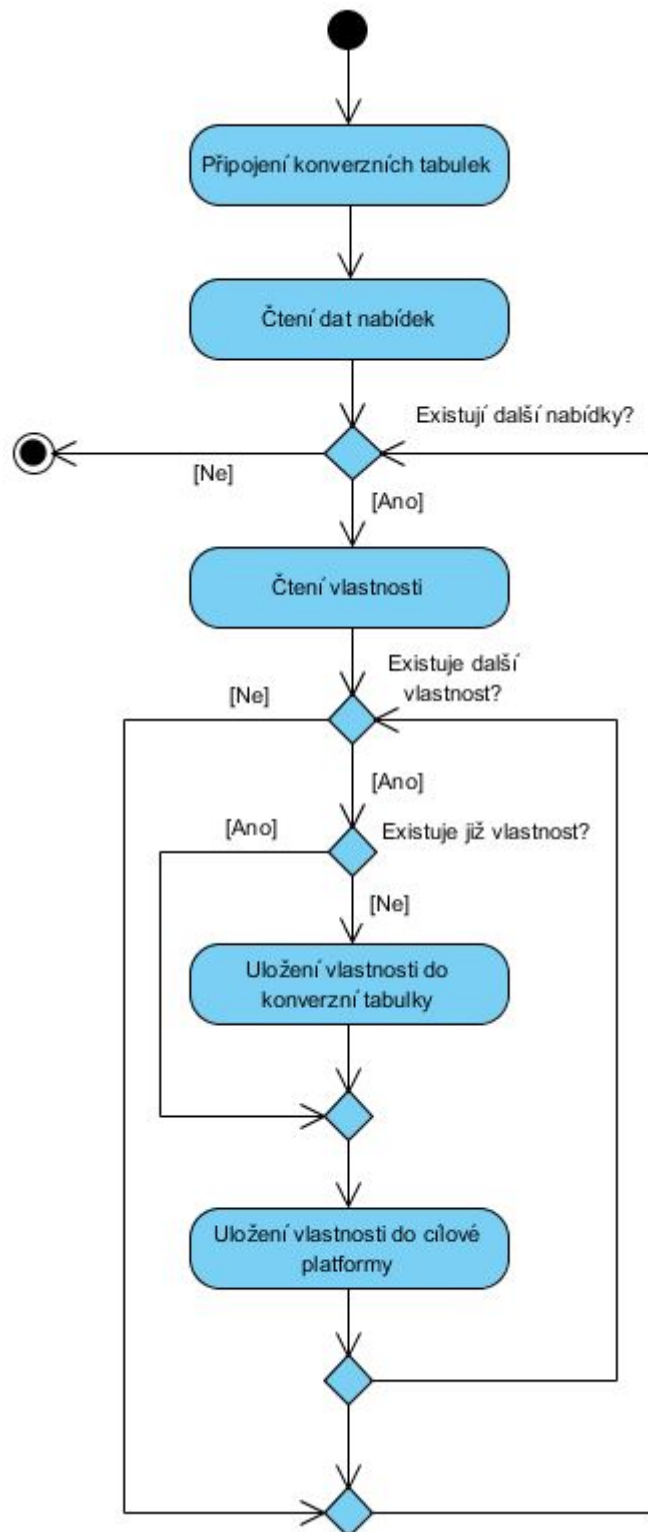 Připojení konverzních tabulek
Čtení dat nabídek
Existují další nabídky?
[Ne]
[Ano]
Čtení vlastnosti
Existuje další
vlastnost?
[Ne]
[Ano]
[Ano]
Existuje již vlastnost?
[Ne]
Uložení vlastnosti do
konverzní tabulky
Uložení vlastnosti do cílové
platformy